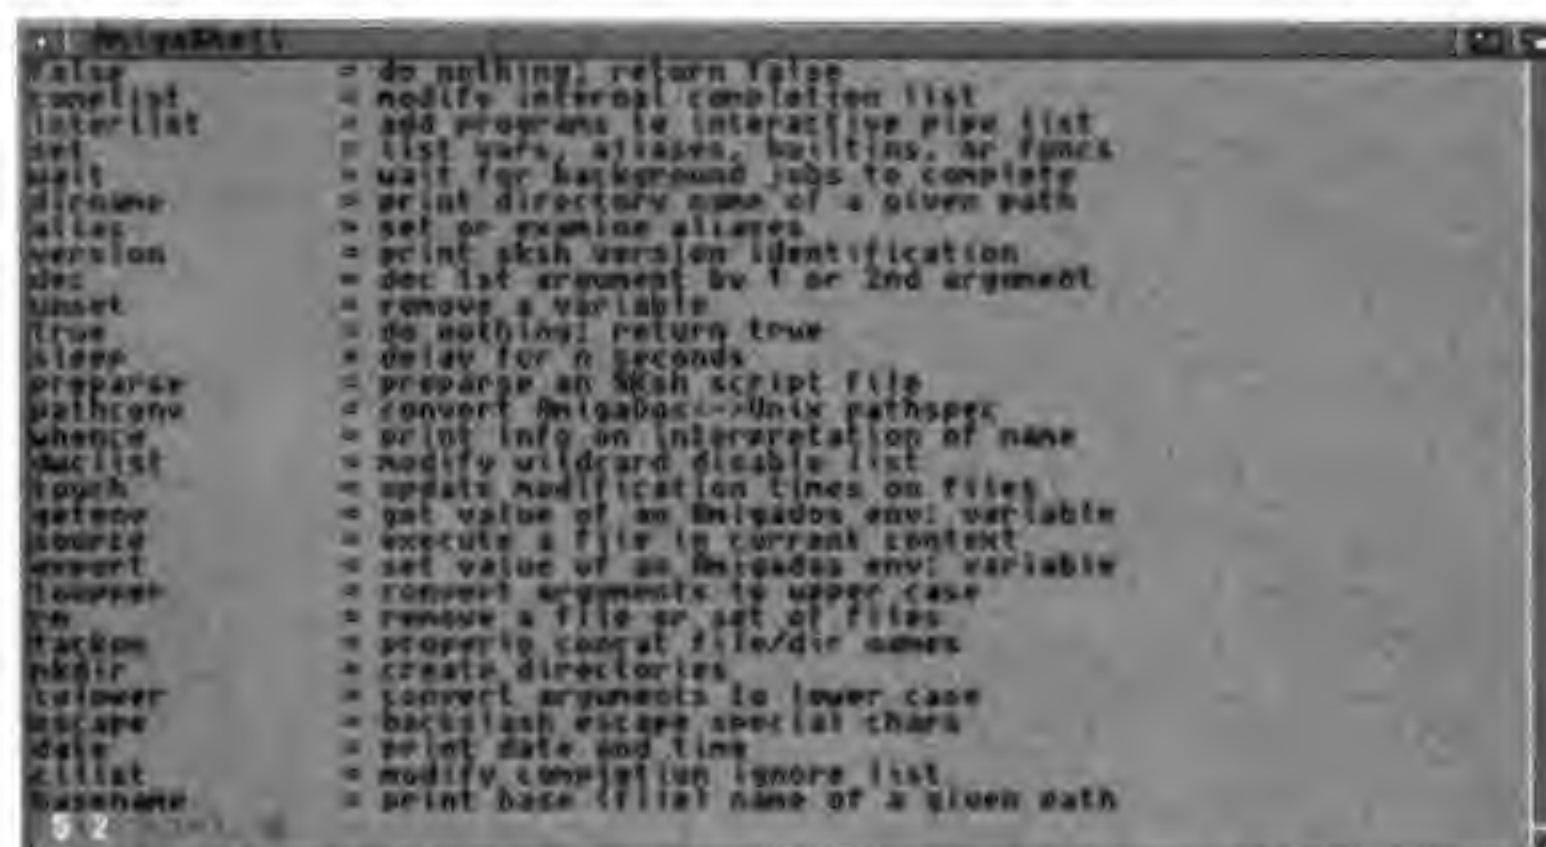 AmigaShell
false = do nothing; return false
complist = modify internal completion list
interlist = add programs to interactive pipe list
set = list vars, aliases, builtins, or funcs
wait = wait for background jobs to complete
dirname = print directory name of a given path
alias = set or examine aliases
version = print sksh version identification
dec = dec 1st argument by 1 or 2nd argument
unset = remove a variable
true = do nothing; return true
sleep = delay for n seconds
preparse = preparse an SKsh script file
pathconv = convert AmigaDos<->Unix pathspec
whence = print info on interpretation of name
dwclist = modify wildcard disable list
touch = update modification times on files
getenv = get value of an Amigados env: variable
source = execute a file in current context
export = set value of an Amigados env: variable
toupper = convert arguments to upper case
rm = remove a file or set of files
tackon = properly concat file/dir names
mkdir = create directories
tolower = convert arguments to lower case
escape = backslash escape special chars
date = print date and time
cilist = modify completion ignore list
basename = print base (file) name of a given path